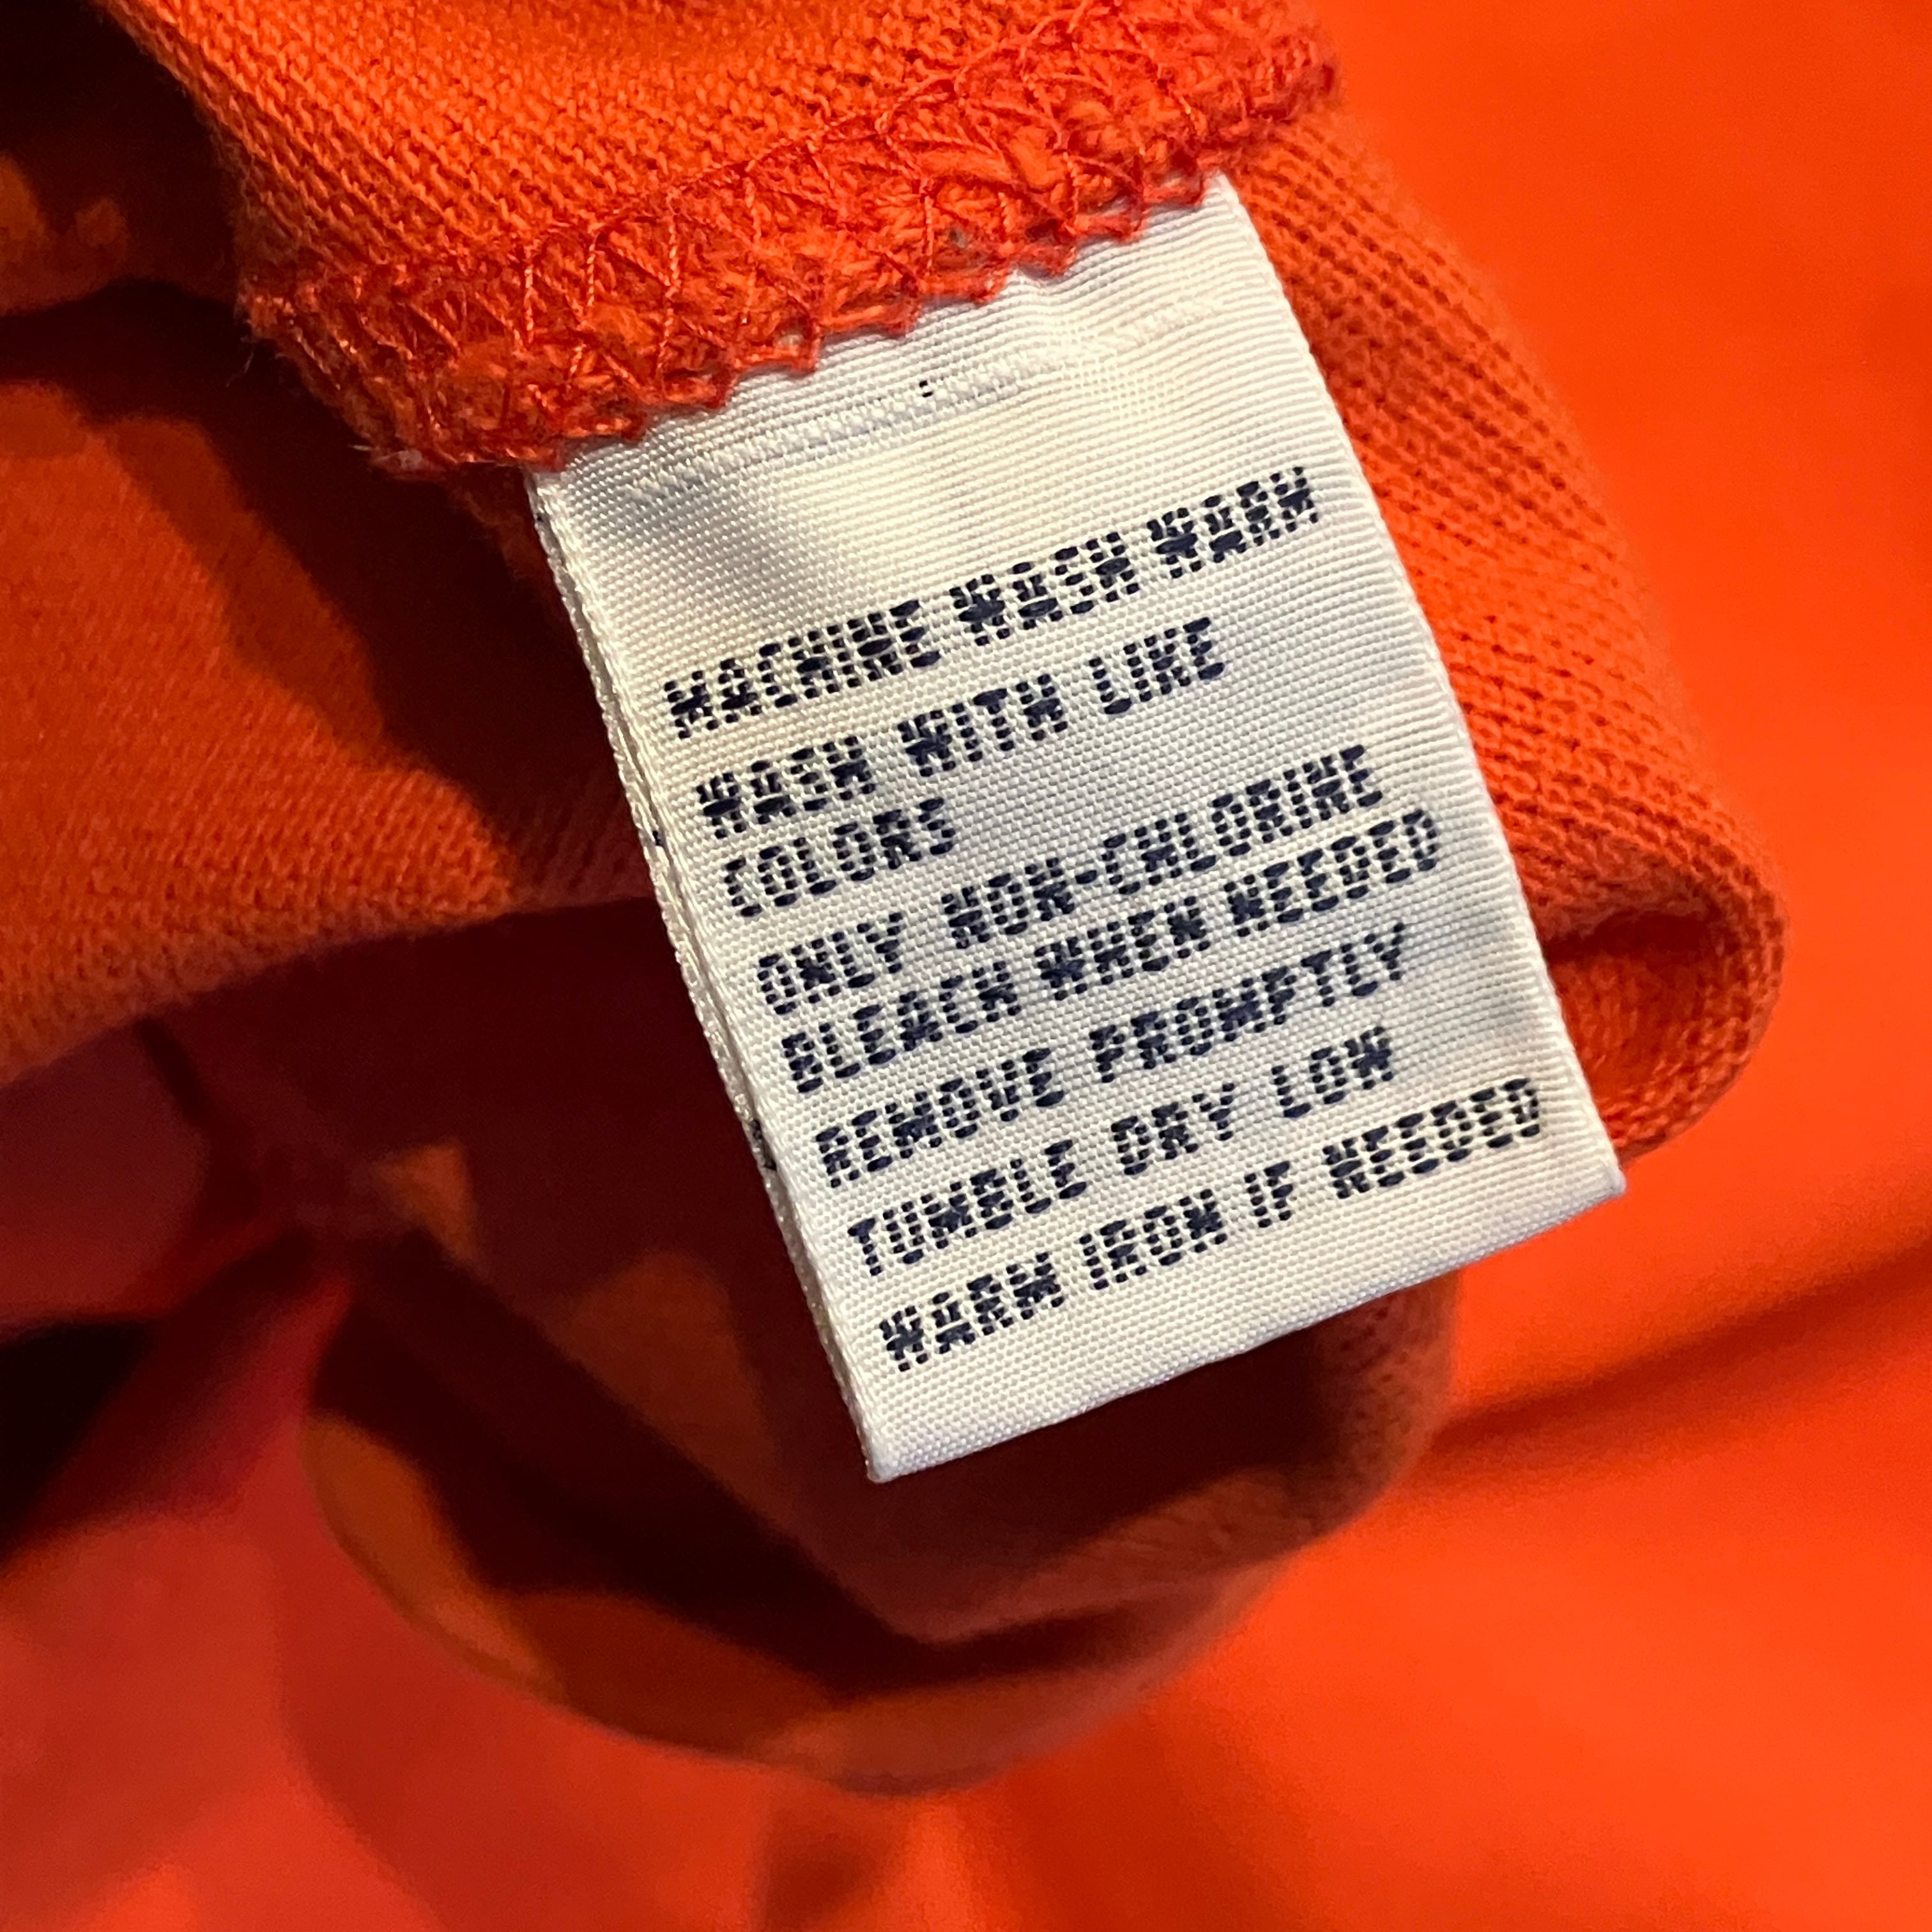 MACHINE WASH WARM
WASH WITH LIKE
COLORS
ONLY NON-CHLORINE
BLEACH WHEN NEEDED
REMOVE PROMPTLY
TUMBLE DRY LOW
WARM IRON IF NEEDED